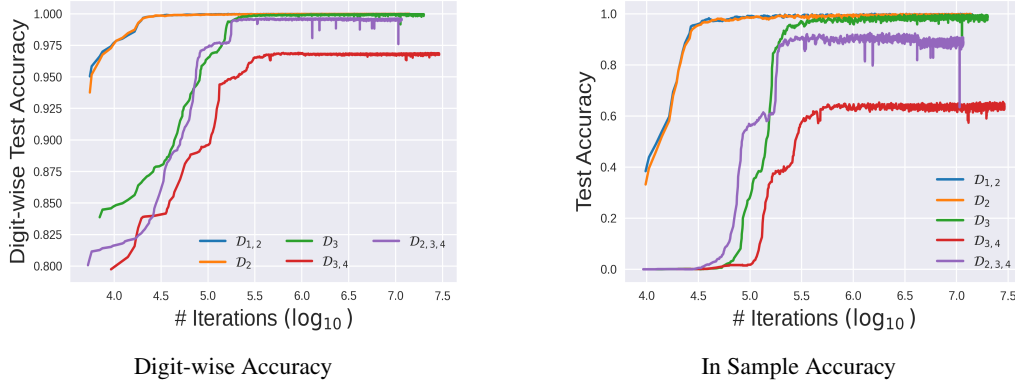 Digit-wise Test Accuracy
1.000
0.975
0.950
0.925
0.900
0.875
0.850
0.825
0.800
4.0 4.5 5.0 5.5 6.0 6.5 7.0 7.5
# Iterations (log10)
D1, 2 D3 D2, 3, 4
D2 D3, 4
Digit-wise Accuracy
Test Accuracy
1.0
0.8
0.6
0.4
0.2
0.0
4.0 4.5 5.0 5.5 6.0 6.5 7.0 7.5
# Iterations (log10)
D1, 2
D2
D3
D3, 4
D2, 3, 4
In Sample Accuracy